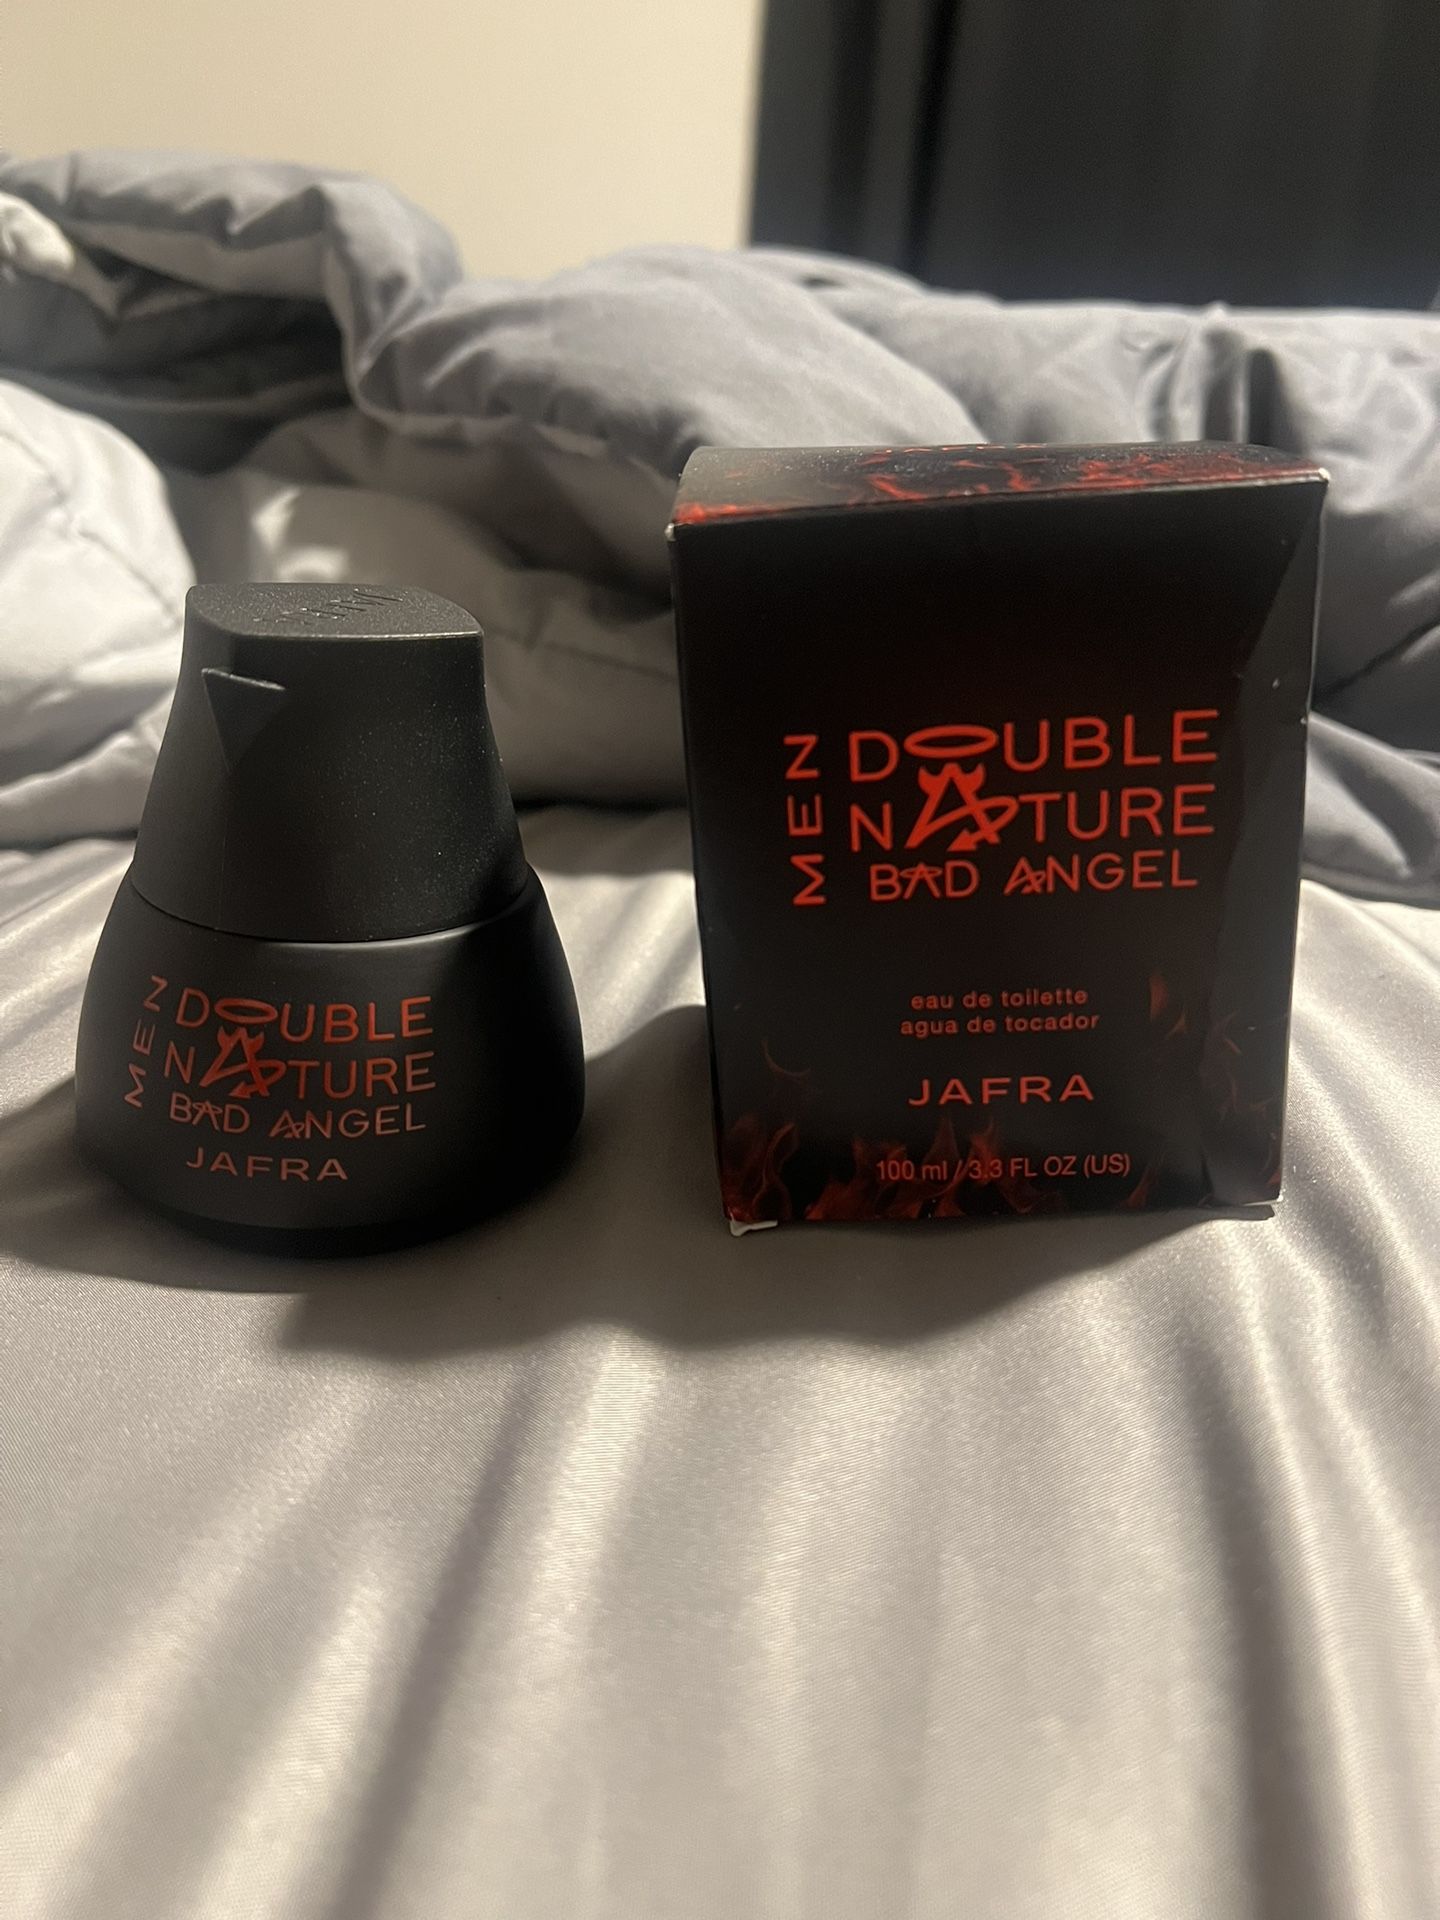 MEN
DOUBLE
NATURE
BAD ANGEL
JAFRA
MEN
DOUBLE
NATURE
BAD ANGEL
eau de toilette
agua de tocador
JAFRA
100 ml / 3.3 FL OZ (US)